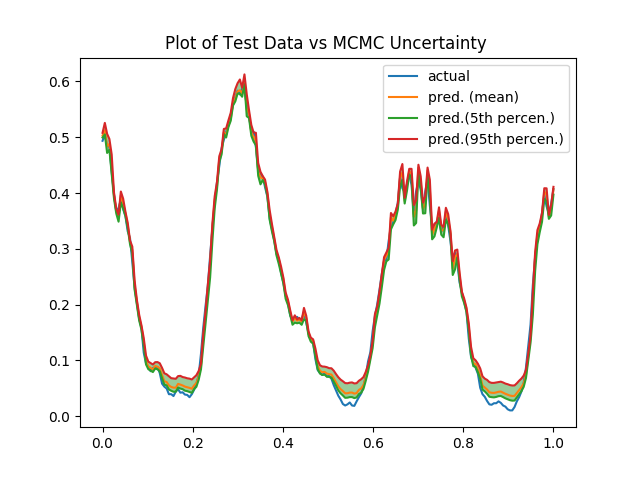 Plot of Test Data vs MCMC Uncertainty
actual
pred. (mean)
pred.(5th percen.)
pred.(95th percen.)
0.6
0.5
0.4
0.3
0.2
0.1
0.0
0.0 0.2 0.4 0.6 0.8 1.0